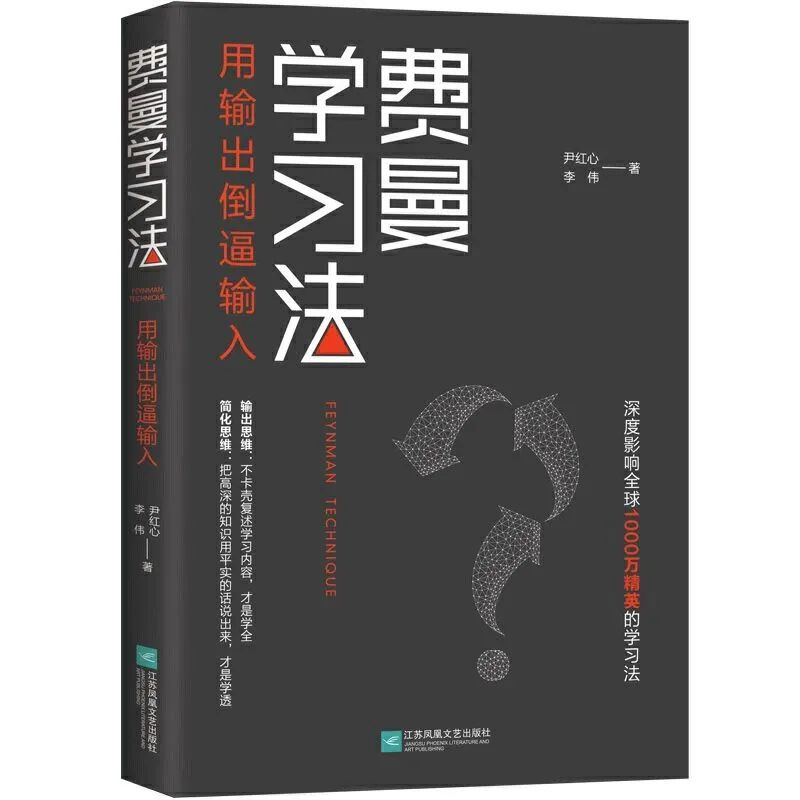 费曼学习法
FEYNMAN
TECHNIQUE
用输出倒逼输入
尹红心
李 伟
著
江苏凤凰文艺出版社
JIANGSU PHOENIX LITERATURE AND
ART PUBLISHING
费曼
学习法
用输出倒逼输入
尹红心
李 伟
著
FEYNMAN TECHNIQUE
输出思维：不卡壳复述学习内容，才是学全
简化思维：把高深的知识用平实的话说出来，才是学透
深度影响全球1000万精英的学习法
江苏凤凰文艺出版社
JIANGSU PHOENIX LITERATURE AND
ART PUBLISHING